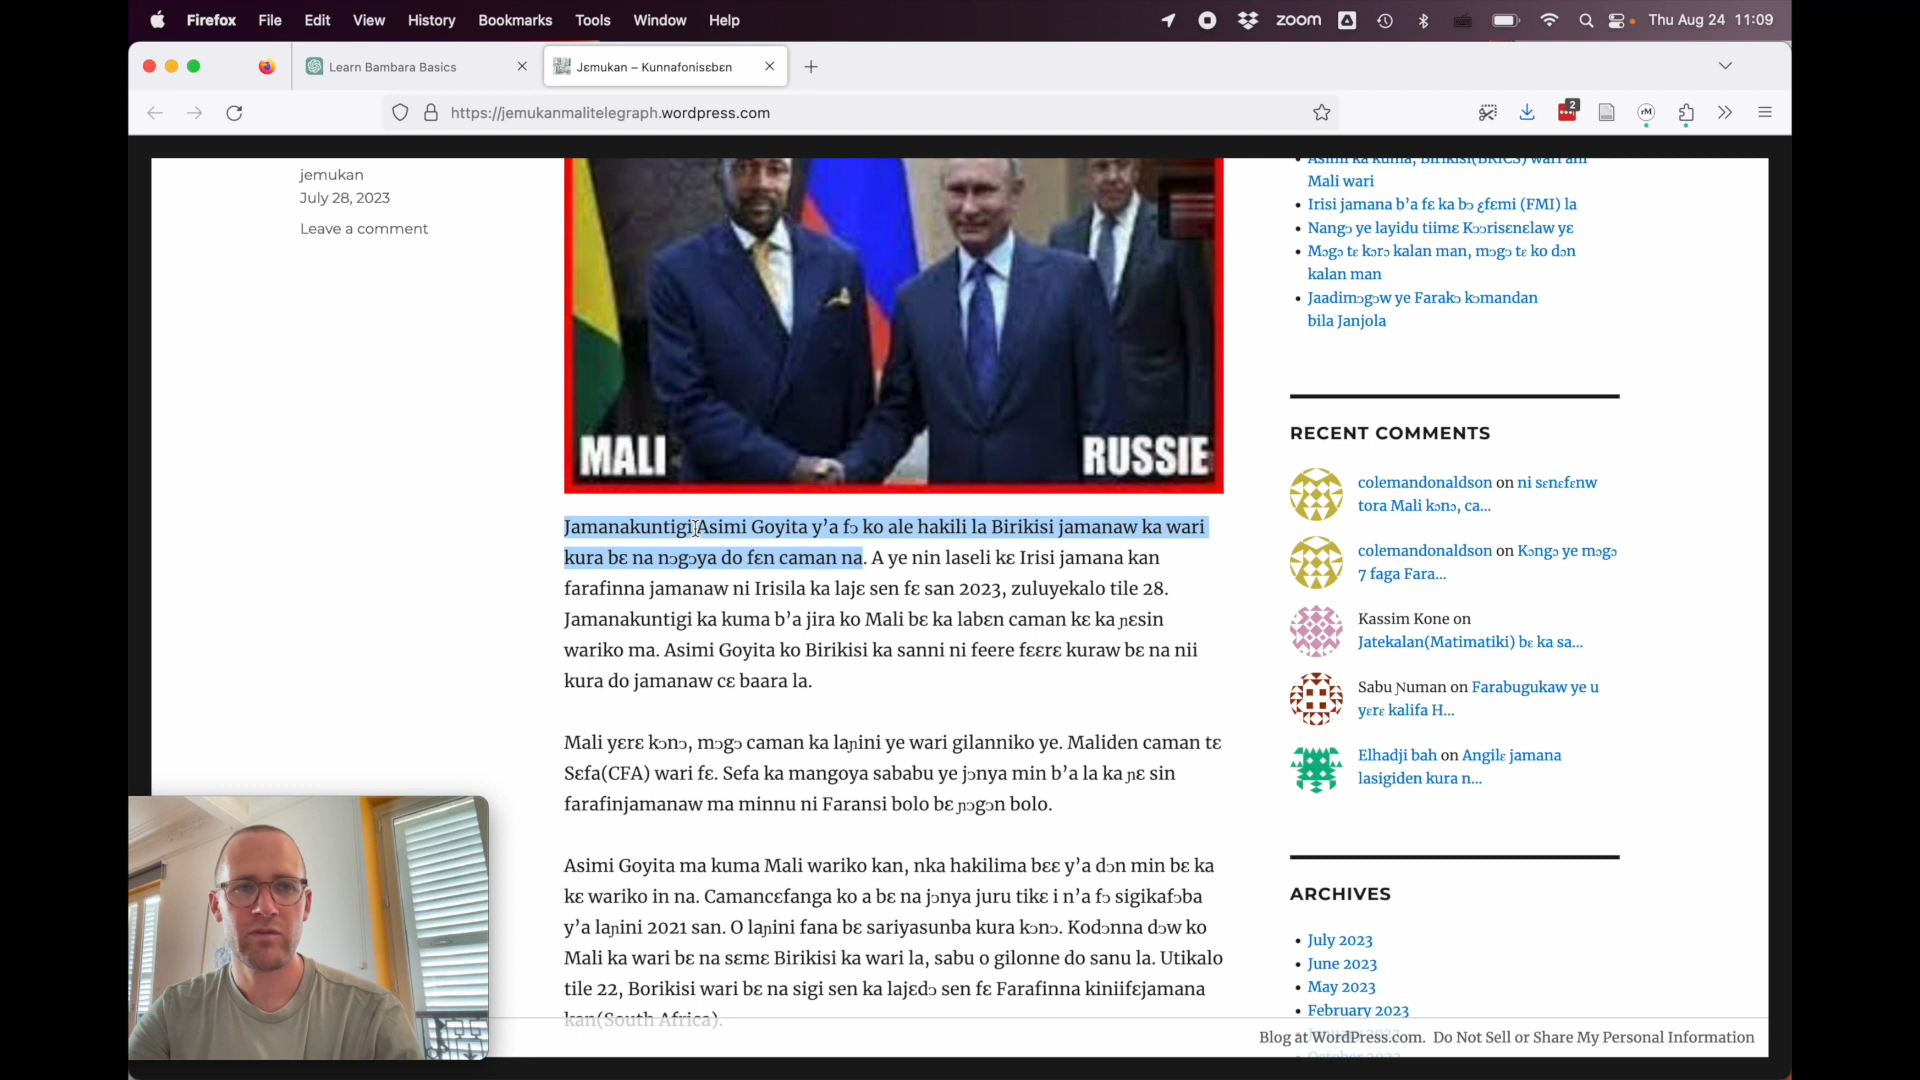 Firefox File Edit View History Bookmarks Tools Window Help
zoom
Thu Aug 24 11:09
Learn Bambara Basics
Jɛmukan – Kunnafonisɛbɛn
https://jemukanmalitelegraph.wordpress.com
2
jemukan
July 28, 2023
Leave a comment
MALI
RUSSIE
Jamanakuntigi Asimi Goyita y’a fɔ ko ale hakili la Birikisi jamanaw ka wari
kura bɛ na nɔgɔya do fɛn caman na. A ye nin laseli kɛ Irisi jamana kan
farafinna jamanaw ni Irisila ka lajɛ sen fɛ san 2023, zuluyekalo tile 28.
Jamanakuntigi ka kuma b’a jira ko Mali bɛ ka labɛn caman kɛ ka ɲɛsin
wariko ma. Asimi Goyita ko Birikisi ka sanni ni feere fɛɛrɛ kuraw bɛ na nii
kura do jamanaw cɛ baara la.
Mali yɛrɛ kɔnɔ, mɔgɔ caman ka laɲini ye wari gilanniko ye. Maliden caman tɛ
Sɛfa(CFA) wari fɛ. Sefa ka mangoya sababu ye jɔnya min b’a la ka ɲɛ sin
farafinjamanaw ma minnu ni Faransi bolo bɛ ɲɔgɔn bolo.
Asimi Goyita ma kuma Mali wariko kan, nka hakilima bɛɛ y’a dɔn min bɛ ka
kɛ wariko in na. Camancɛfanga ko a bɛ na jɔnya juru tikɛ i n’a fɔ sigikafɔba
y’a laɲini 2021 san. O laɲini fana bɛ sariyasunba kura kɔnɔ. Kodɔnna dɔw ko
Mali ka wari bɛ na sɛmɛ Birikisi ka wari la, sabu o gilonne do sanu la. Utikalo
tile 22, Borikisi wari bɛ na sigi sen ka lajɛdɔ sen fɛ Farafinna kiniifɛjamana
kan(South Africa).
Asimi ka kuma, Birikisi(BRICS) wari ani
Mali wari
Irisi jamana b’a fɛ ka bɔ ɛfɛmi (FMI) la
Nangɔ ye layidu tiimɛ Kɔɔrisɛnɛlaw yɛ
Mɔgɔ tɛ kɔrɔ kalan man, mɔgɔ tɛ ko dɔn
kalan man
Jaadimɔgɔw ye Farakɔ kɔmandan
bila Janjola
RECENT COMMENTS
colemandonaldson on ni sɛnɛfɛnw
tora Mali kɔnɔ, ca...
colemandonaldson on Kɔngɔ ye mɔgɔ
7 faga Fara...
Kassim Kone on
Jatekalan(Matimatiki) bɛ ka sa...
Sabu Ɲuman on Farabugukaw ye u
yɛrɛ kalifa H...
Elhadji bah on Angilɛ jamana
lasigiden kura n...
ARCHIVES
July 2023
June 2023
May 2023
February 2023
Blog at WordPress.com. Do Not Sell or Share My Personal Information